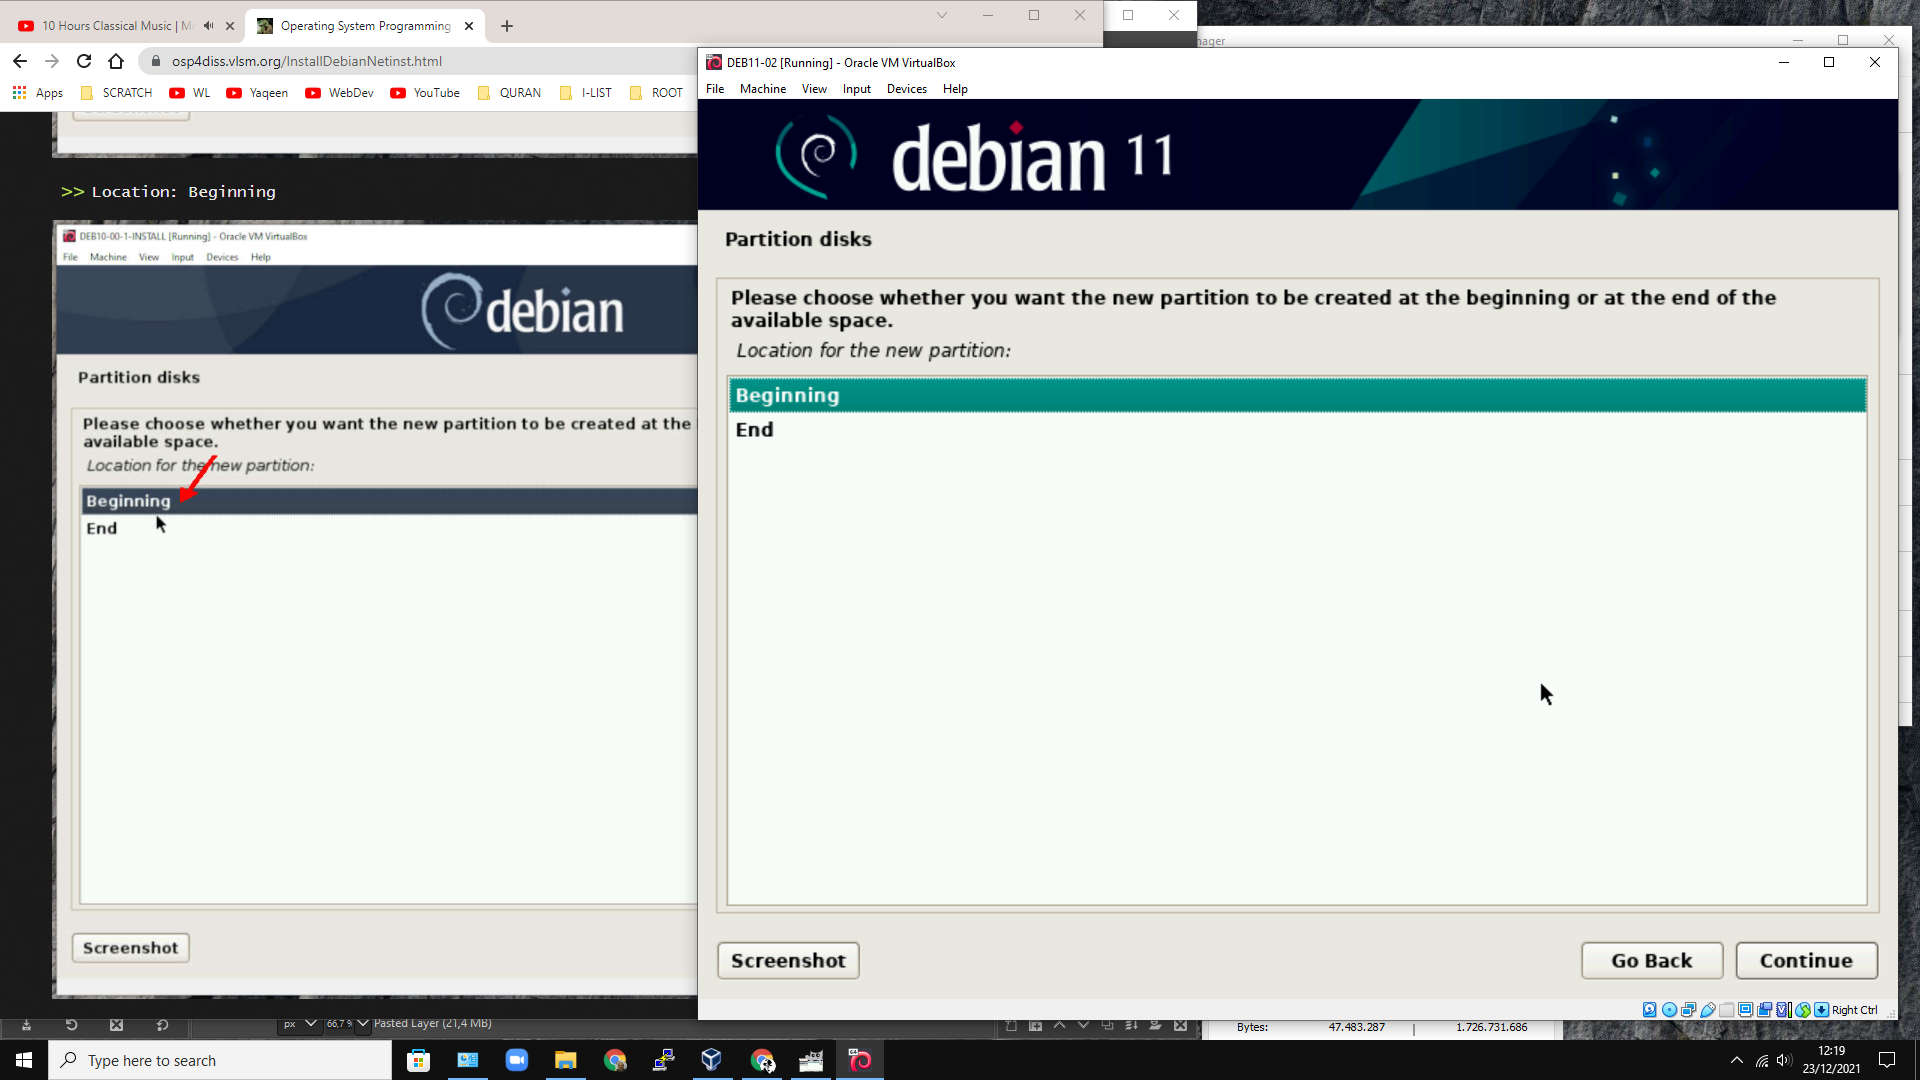 10 Hours Classical Music | M
Operating System Programming
osp4diss.vlsm.org/InstallDebianNetinst.html
Apps
SCRATCH
WL
Yaqeen
WebDev
YouTube
QURAN
I-LIST
ROOT
>> Location: Beginning
DEB10-00-1-INSTALL [Running] - Oracle VM VirtualBox
File Machine View Input Devices Help
debian
Partition disks
Please choose whether you want the new partition to be created at the
available space.
Location for the new partition:
Beginning
End
Screenshot
nager
DEB11-02 [Running] - Oracle VM VirtualBox
File Machine View Input Devices Help
debian 11
Partition disks
Please choose whether you want the new partition to be created at the beginning or at the end of the
available space.
Location for the new partition:
Beginning
End
Screenshot
Go Back
Continue
Right Ctrl
px
66,7 %
Pasted Layer (21,4 MB)
Bytes: 47.483.287 | 1.726.731.686
Type here to search
12:19
23/12/2021